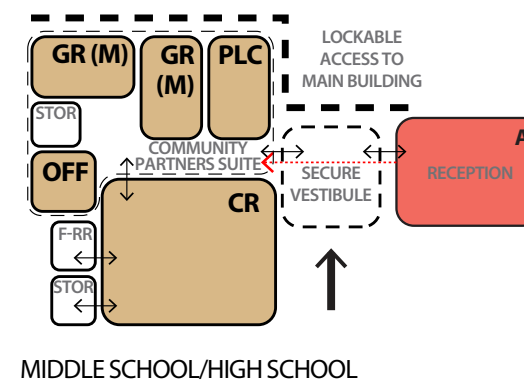 LOCKABLE
ACCESS TO
MAIN BUILDING
GR (M)
GR
(M)
PLC
STOR
COMMUNITY
PARTNERS SUITE
OFF
SECURE
VESTIBULE
A
RECEPTION
CR
F-RR
STOR
MIDDLE SCHOOL/HIGH SCHOOL